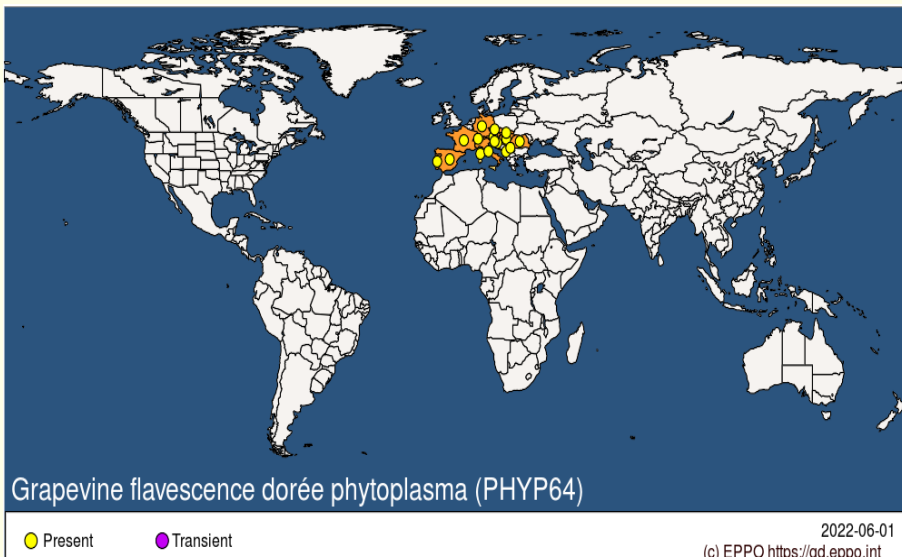 Grapevine flavescence dorée phytoplasma (PHYP64)
Present
Transient
2022-06-01
(c) EPPO https://gd.eppo.int